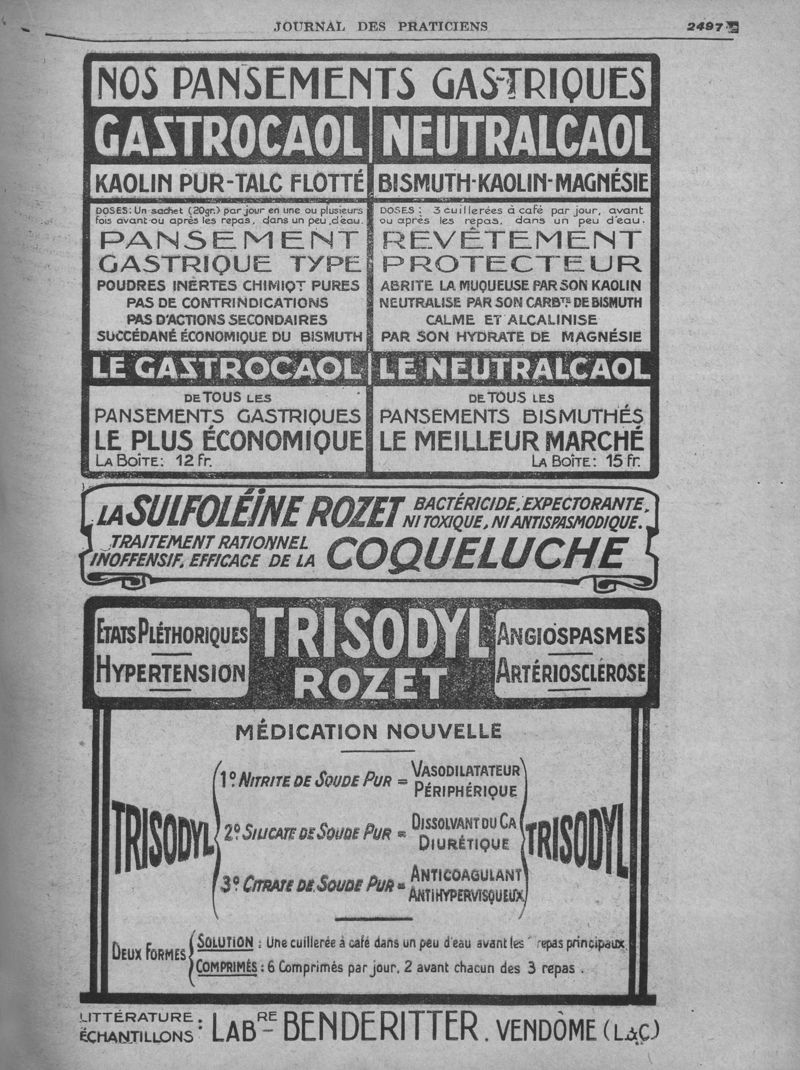 JOURNAL DES PRATICIENS 2497
NOS PANSEMENTS GASTRIQUES
GASTROCAOL
KAOLIN PUR-TALC FLOTTÉ
DOSES: Un sachet (20gr.) par jour en une ou plusieurs
fois avant ou après les repas, dans un peu d'eau.
PANSEMENT
GASTRIQUE TYPE
POUDRES INERTES CHIMIQT PURES
PAS DE CONTRINDICATIONS
PAS D'ACTIONS SECONDAIRES
SUCCÉDANÉ ÉCONOMIQUE DU BISMUTH
LE GASTROCAOL
DE TOUS LES
PANSEMENTS GASTRIQUES
LE PLUS ÉCONOMIQUE
LA BOÎTE: 12 Fr.
NEUTRALCAOL
BISMUTH-KAOLIN-MAGNÉSIE
DOSES: 3 cuillerées à café par jour, avant
ou après les repas, dans un peu d'eau.
REVÊTEMENT
PROTECTEUR
ABRITE LA MUQUEUSE PAR SON KAOLIN
NEUTRALISE PAR SON CARBTE DE BISMUTH
CALME ET ALCALINISE
PAR SON HYDRATE DE MAGNÉSIE
LE NEUTRALCAOL
DE TOUS LES
PANSEMENTS BISMUTHÉS
LE MEILLEUR MARCHÉ
LA BOÎTE: 15 Fr.
LA SULFOLÉÏNE ROZET BACTÉRICIDE, EXPECTORANTE,
NI TOXIQUE, NI ANTISPASMODIQUE.
TRAITEMENT RATIONNEL
INOFFENSIF, EFFICACE DE LA COQUELUCHE
ETATS PLÉTHORIQUES
HYPERTENSION
TRISODYL
ROZET
ANGIOSPASMES
ARTÉRIOSCLÉROSE
MÉDICATION NOUVELLE
TRISODYL
1º. NITRITE DE SOUDE PUR = VASODILATATEUR
PÉRIPHÉRIQUE
2º. SILICATE DE SOUDE PUR = DISSOLVANT DU CA
DIURÉTIQUE
3º CITRATE DE SOUDE PUR = ANTICOAGULANT
ANTIHYPERVISQUEUX
TRISODYL
DEUX FORMES
SOLUTION : Une cuillerée à café dans un peu d'eau avant les repas principaux
COMPRIMÉS : 6 Comprimés par jour, 2 avant chacun des 3 repas.
LITTÉRATURE :
ÉCHANTILLONS : LABRE BENDERITTER. VENDÔME (L&C)